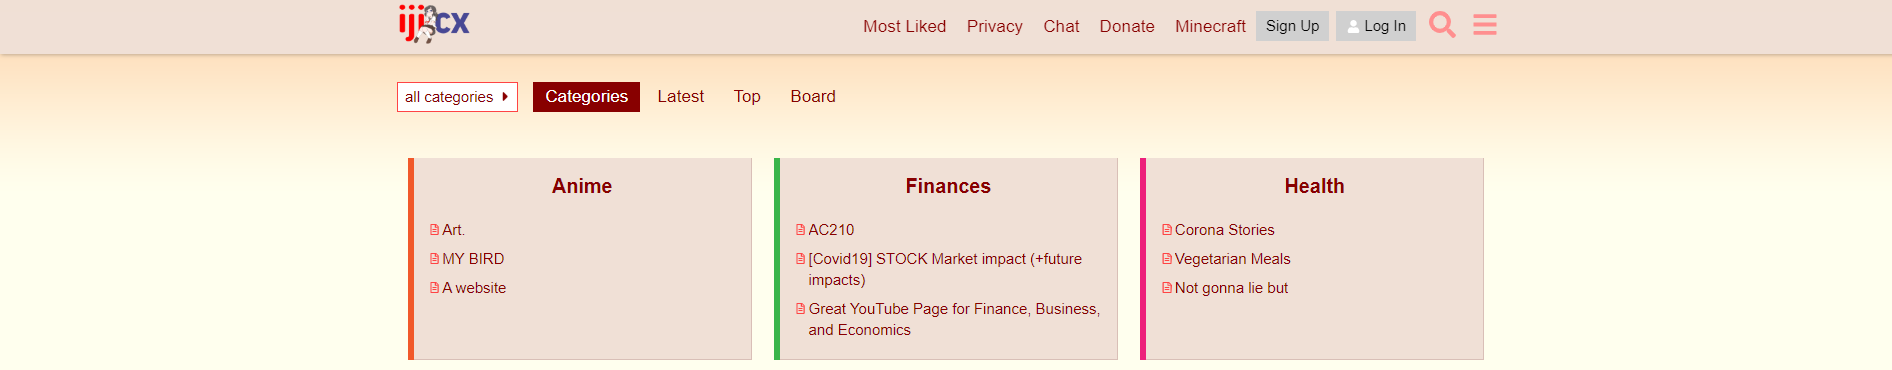 iji cx Most Liked Privacy Chat Donate Minecraft Sign Up Log In
all categories Categories Latest Top Board
Anime
Art.
MY BIRD
A website
Finances
AC210
[Covid19] STOCK Market impact (+future
impacts)
Great YouTube Page for Finance, Business,
and Economics
Health
Corona Stories
Vegetarian Meals
Not gonna lie but